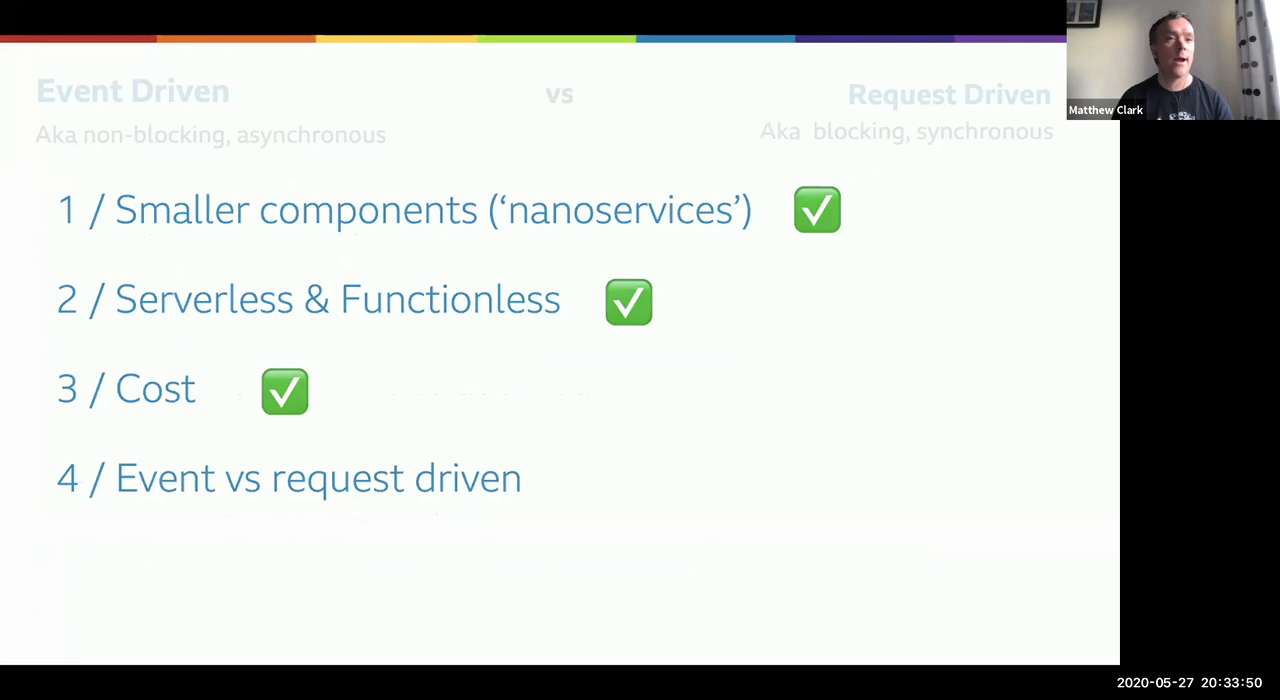 Event Driven vs Request Driven
Aka non-blocking, asynchronous Aka blocking, synchronous
1 / Smaller components (‘nanoservices’)
2 / Serverless & Functionless
3 / Cost
4 / Event vs request driven
Matthew Clark
2020-05-27 20:33:50